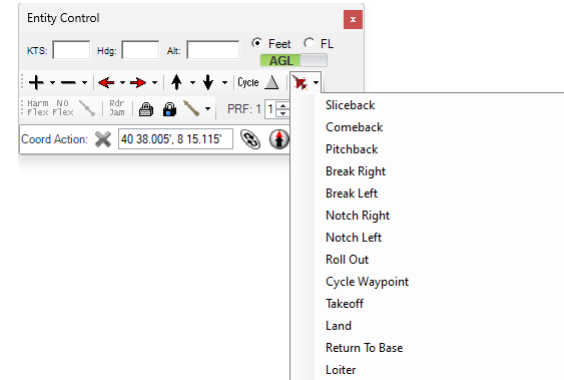 Entity Control
KTS: Hdg: Alt: Feet FL
AGL
Cycle
Harm Flex NO Flex Rdr Jam PRF: 1 1
Coord Action: 40 38.005', 8 15.115'
Sliceback
Comeback
Pitchback
Break Right
Break Left
Notch Right
Notch Left
Roll Out
Cycle Waypoint
Takeoff
Land
Return To Base
Loiter